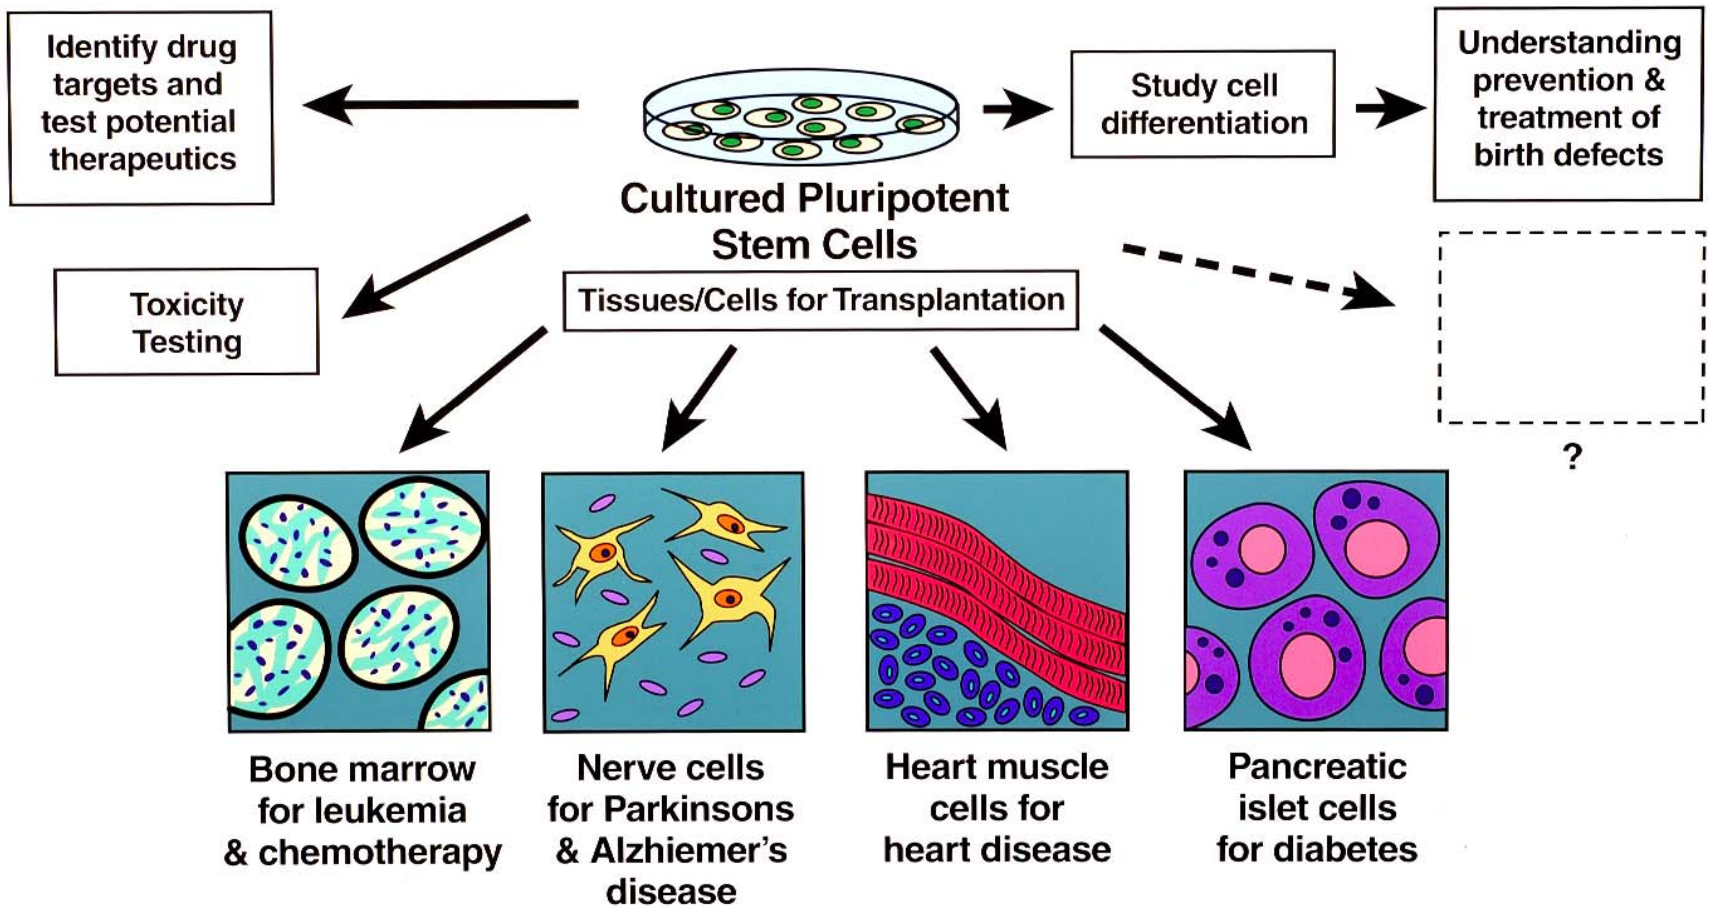 Identify drug
targets and
test potential
therapeutics
Cultured Pluripotent
Stem Cells
Study cell
differentiation
Understanding
prevention &
treatment of
birth defects
Toxicity
Testing
Tissues/Cells for Transplantation
?
Bone marrow
for leukemia
& chemotherapy
Nerve cells
for Parkinsons
& Alzhiemer's
disease
Heart muscle
cells for
heart disease
Pancreatic
islet cells
for diabetes